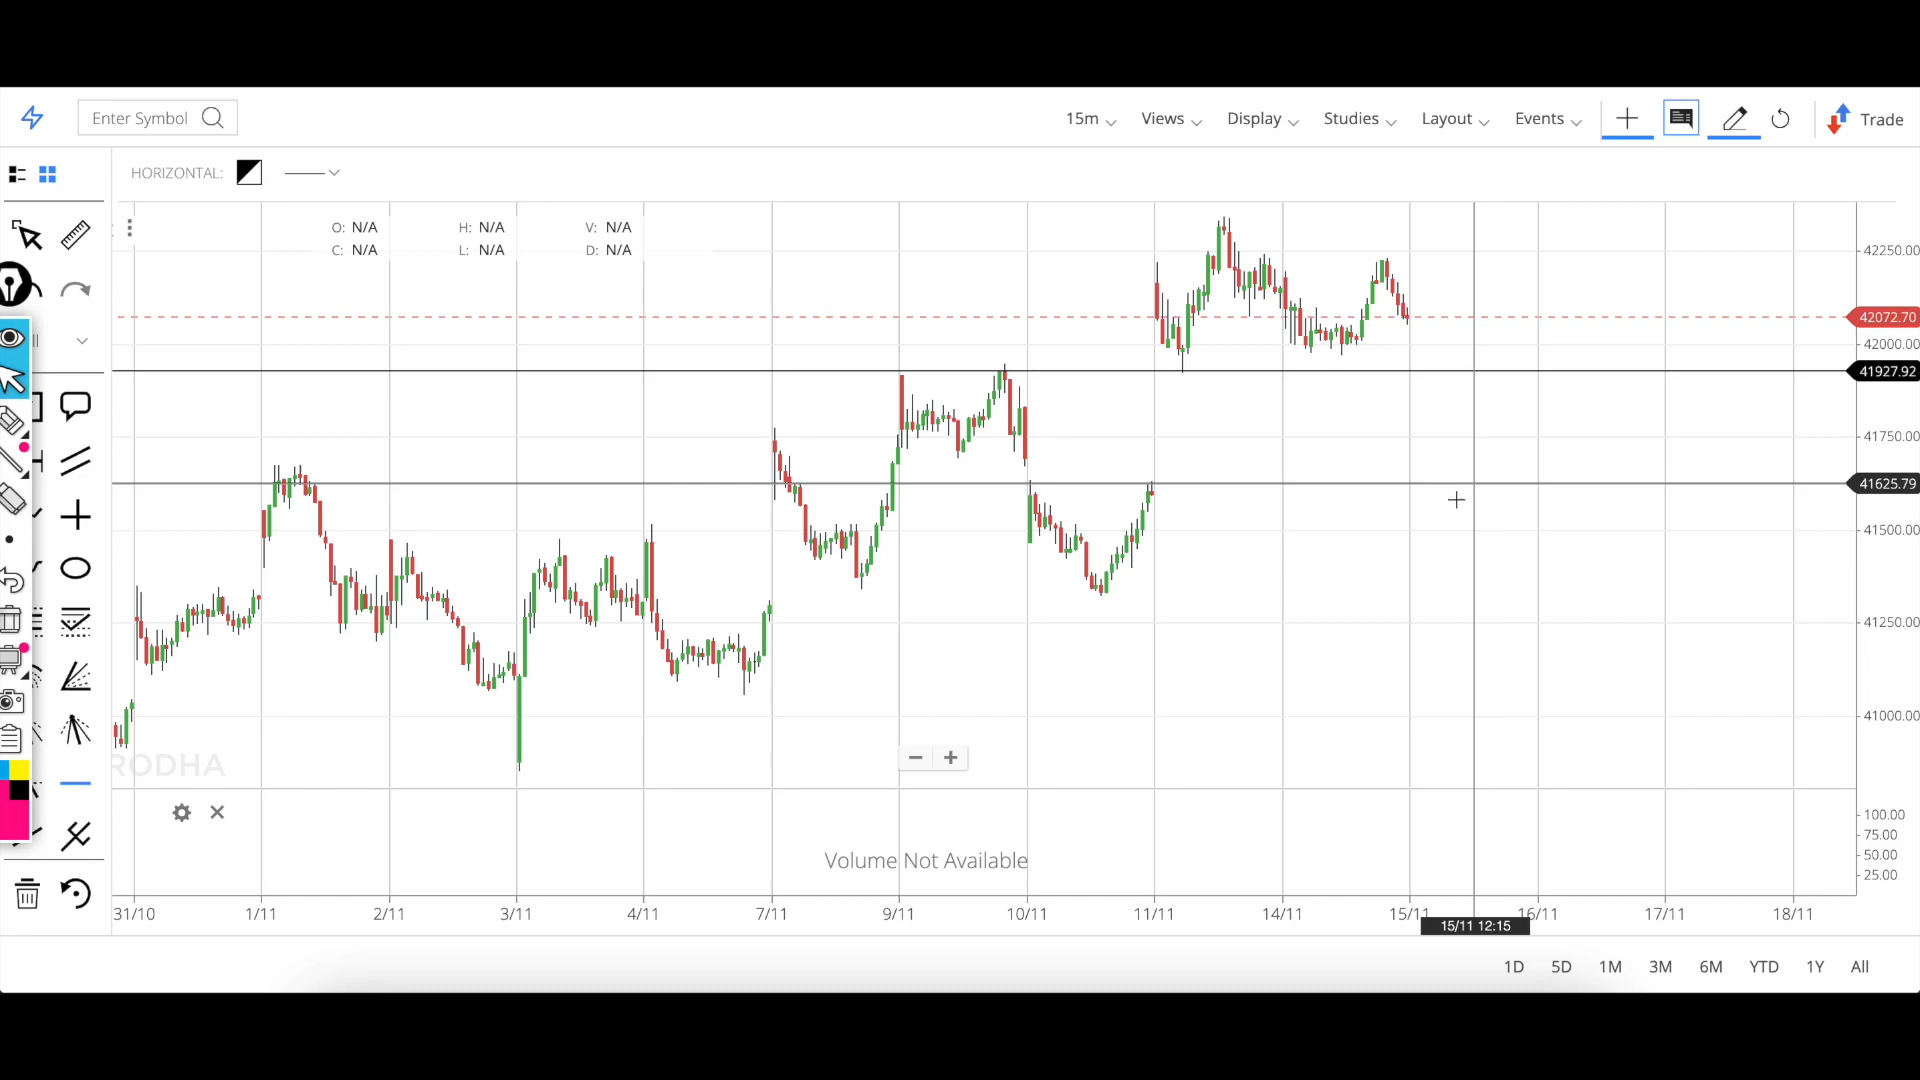 Enter Symbol
15m
Views
Display
Studies
Layout
Events
Trade
HORIZONTAL:
O: N/A H: N/A V: N/A
C: N/A L: N/A D: N/A
42250.00
42072.70
42000.00
41927.92
41750.00
41625.79
41500.00
41250.00
41000.00
RODHA
100.00
75.00
50.00
25.00
Volume Not Available
31/10 1/11 2/11 3/11 4/11 7/11 9/11 10/11 11/11 14/11 15/11 16/11 17/11 18/11
15/11 12:15
1D 5D 1M 3M 6M YTD 1Y All